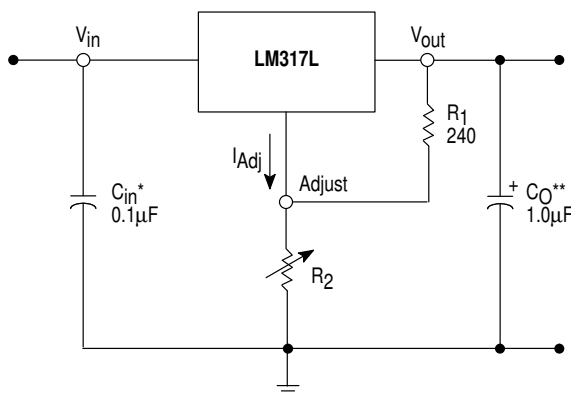 Vin
LM317L
Vout
R1
240
IAdj
Adjust
Cin*
0.1μF
+ CO**
1.0μF
R2